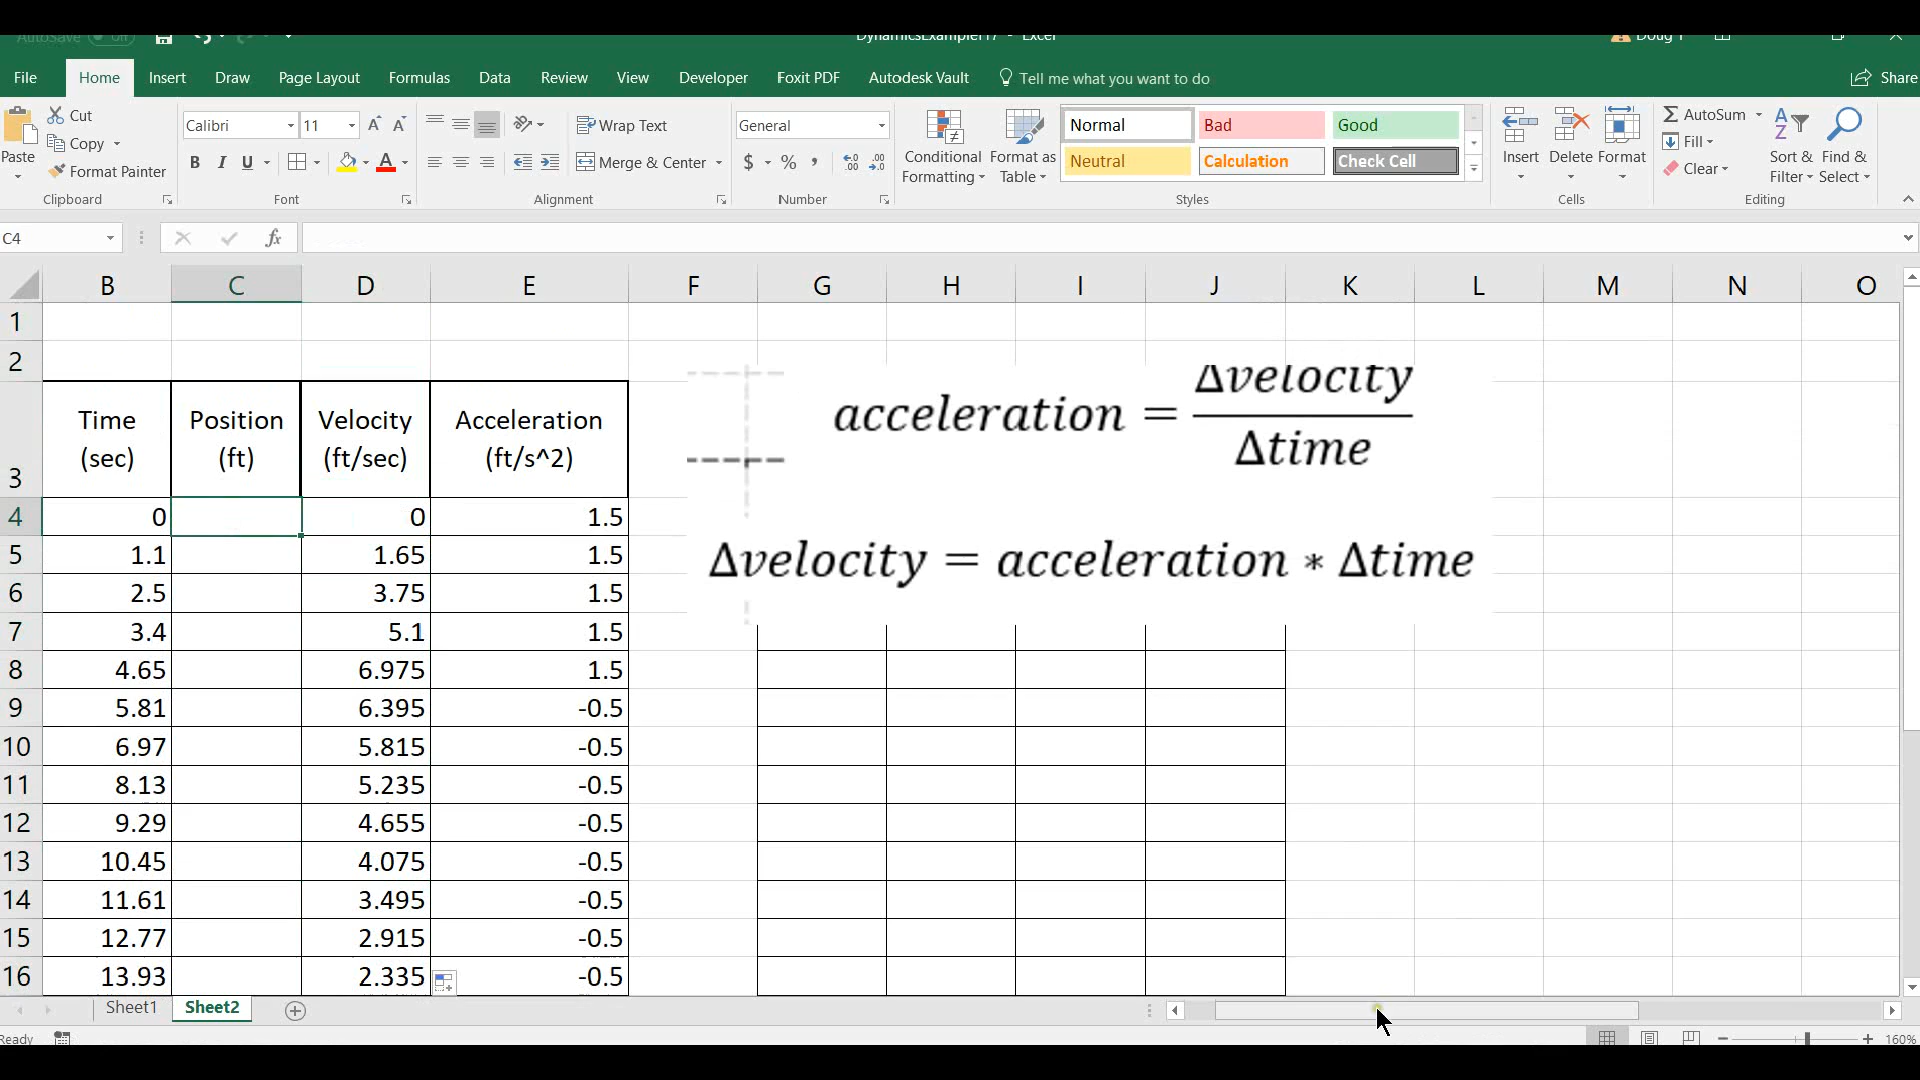 AutoSave Off DynamicsExample117 - Excel Doug T
File Home Insert Draw Page Layout Formulas Data Review View Developer Foxit PDF Autodesk Vault Tell me what you want to do Share
Paste
Cut
Copy
Format Painter
Clipboard
Calibri 11
B I U
Font
Wrap Text
Merge & Center
Alignment
General
$ % ,
Number
Conditional Formatting
Format as Table
Normal Bad Good
Neutral Calculation Check Cell
Styles
Insert Delete Format
Cells
AutoSum
Fill
Clear
Sort & Filter
Find & Select
Editing
C4 fx
B C D E F G H I J K L M N O
1
2
3 Time (sec) Position (ft) Velocity (ft/sec) Acceleration (ft/s^2)
4 0 0 1.5
5 1.1 1.65 1.5
6 2.5 3.75 1.5
7 3.4 5.1 1.5
8 4.65 6.975 1.5
9 5.81 6.395 -0.5
10 6.97 5.815 -0.5
11 8.13 5.235 -0.5
12 9.29 4.655 -0.5
13 10.45 4.075 -0.5
14 11.61 3.495 -0.5
15 12.77 2.915 -0.5
16 13.93 2.335 -0.5
acceleration = Δvelocity / Δtime
Δvelocity = acceleration * Δtime
Sheet1 Sheet2
Ready 160%